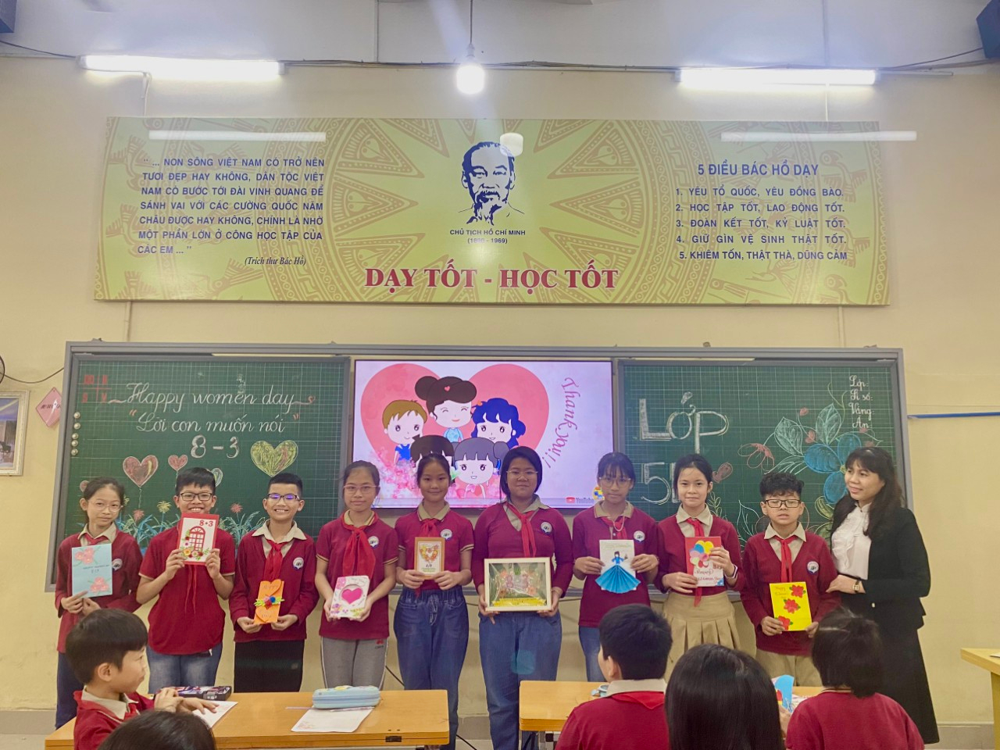 “ ... NON SÔNG VIỆT NAM CÓ TRỞ NÊN
TƯƠI ĐẸP HAY KHÔNG, DÂN TỘC VIỆT
NAM CÓ BƯỚC TỚI ĐÀI VINH QUANG ĐỂ
SÁNH VAI VỚI CÁC CƯỜNG QUỐC NĂM
CHÂU ĐƯỢC HAY KHÔNG, CHÍNH LÀ NHỜ
MỘT PHẦN LỚN Ở CÔNG HỌC TẬP CỦA
CÁC EM ... ”
(Trích thư Bác Hồ)
CHỦ TỊCH HỒ CHÍ MINH
(1890 - 1969)
DẠY TỐT - HỌC TỐT
5 ĐIỀU BÁC HỒ DẠY
1. YÊU TỔ QUỐC, YÊU ĐỒNG BÀO.
2. HỌC TẬP TỐT, LAO ĐỘNG TỐT.
3. ĐOÀN KẾT TỐT, KỶ LUẬT TỐT.
4. GIỮ GÌN VỆ SINH THẬT TỐT.
5. KHIÊM TỐN, THẬT THÀ, DŨNG CẢM
Happy women day
“Lời con muốn nói”
8 - 3
Thank You!!!
LỚP
Lớp:
Sĩ số:
Vắng:
Ăn:
8•3